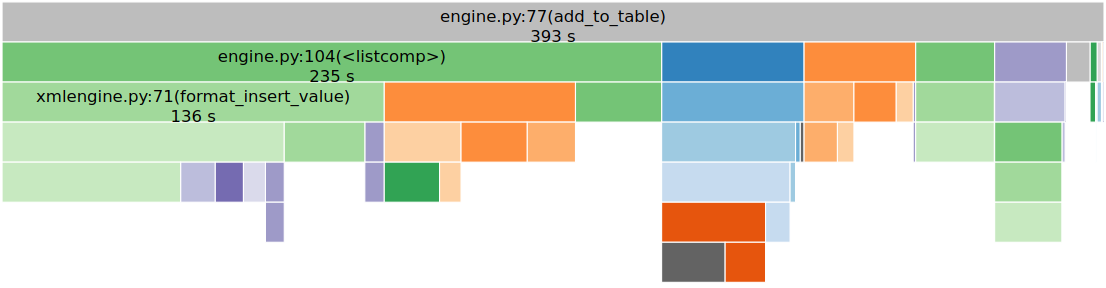 engine.py:77(add_to_table)
393 s
engine.py:104(<listcomp>)
235 s
xmlengine.py:71(format_insert_value)
136 s